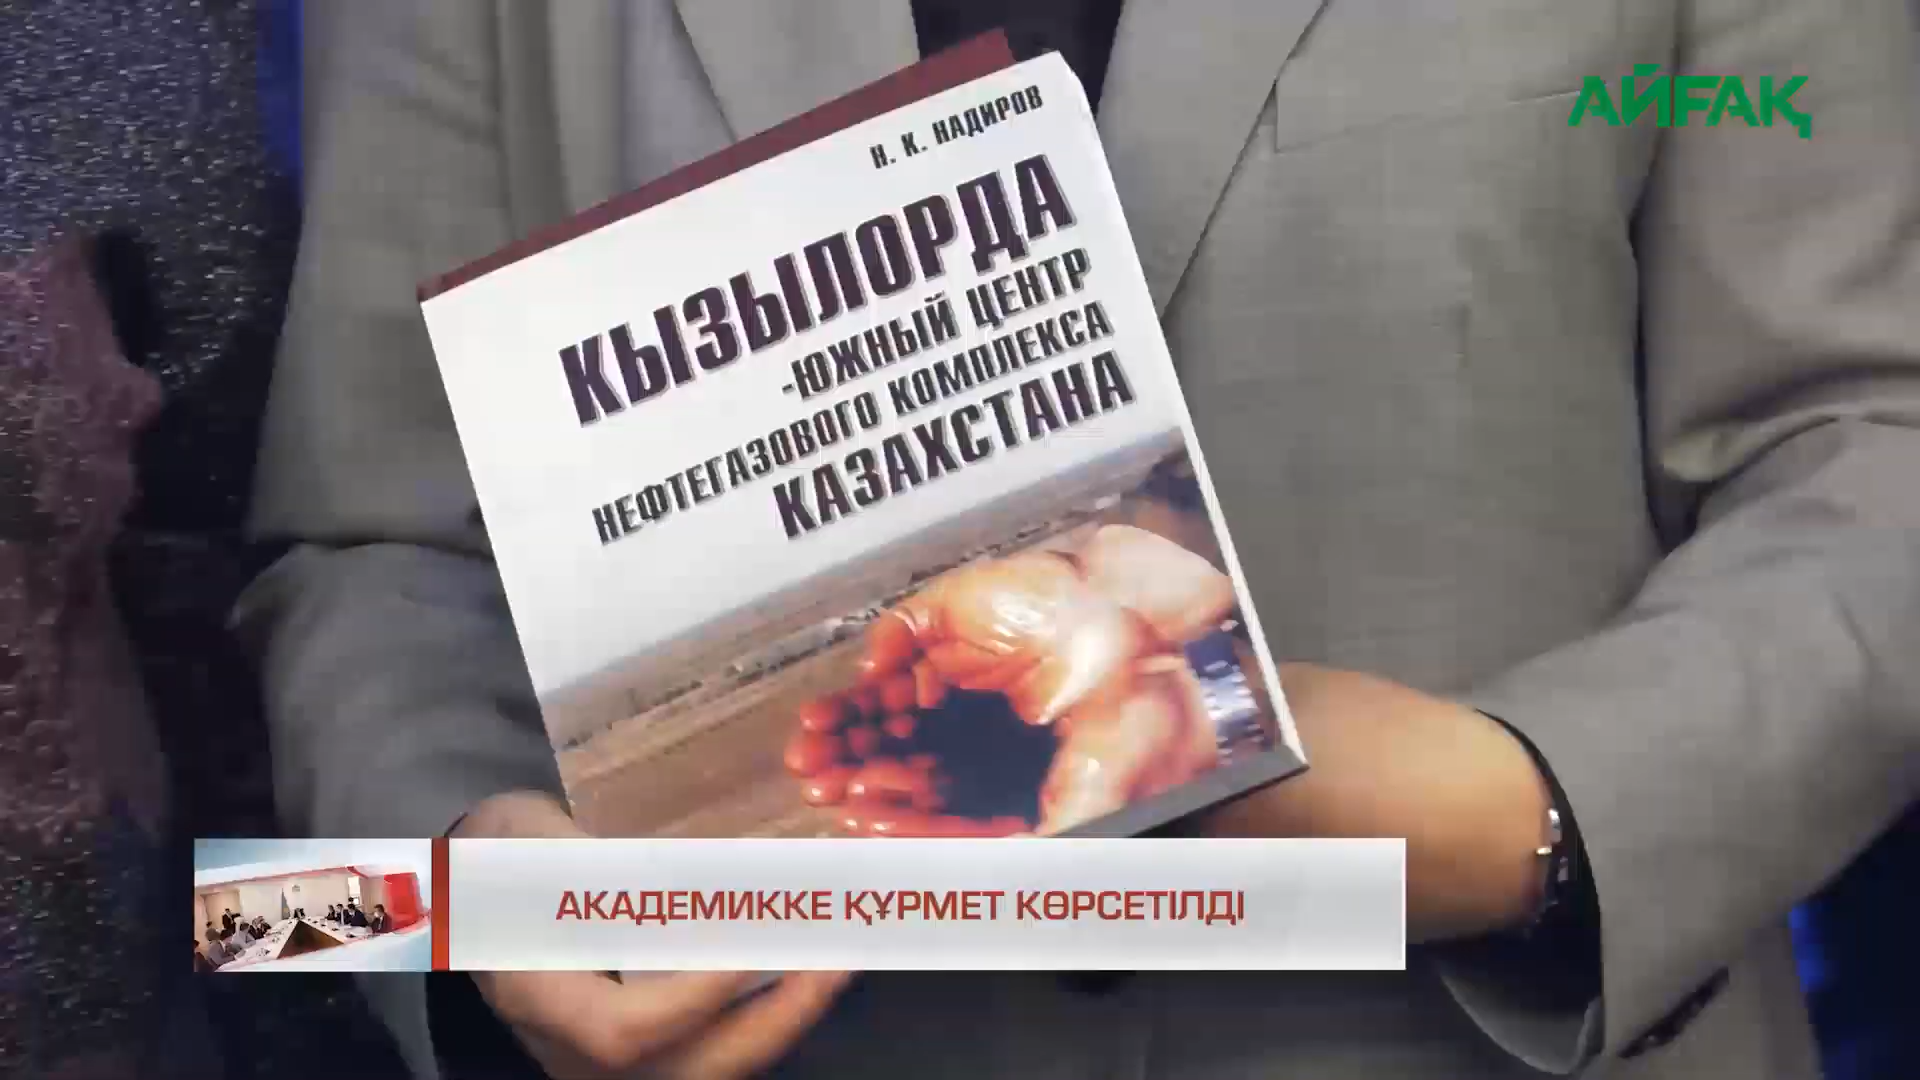 АЙҒАҚ
Н. К. НАДИРОВ
КЫЗЫЛОРДА
-ЮЖНЫЙ ЦЕНТР
НЕФТЕГАЗОВОГО КОМПЛЕКСА
КАЗАХСТАНА
АКАДЕМИККЕ ҚҰРМЕТ КӨРСЕТІЛДІ